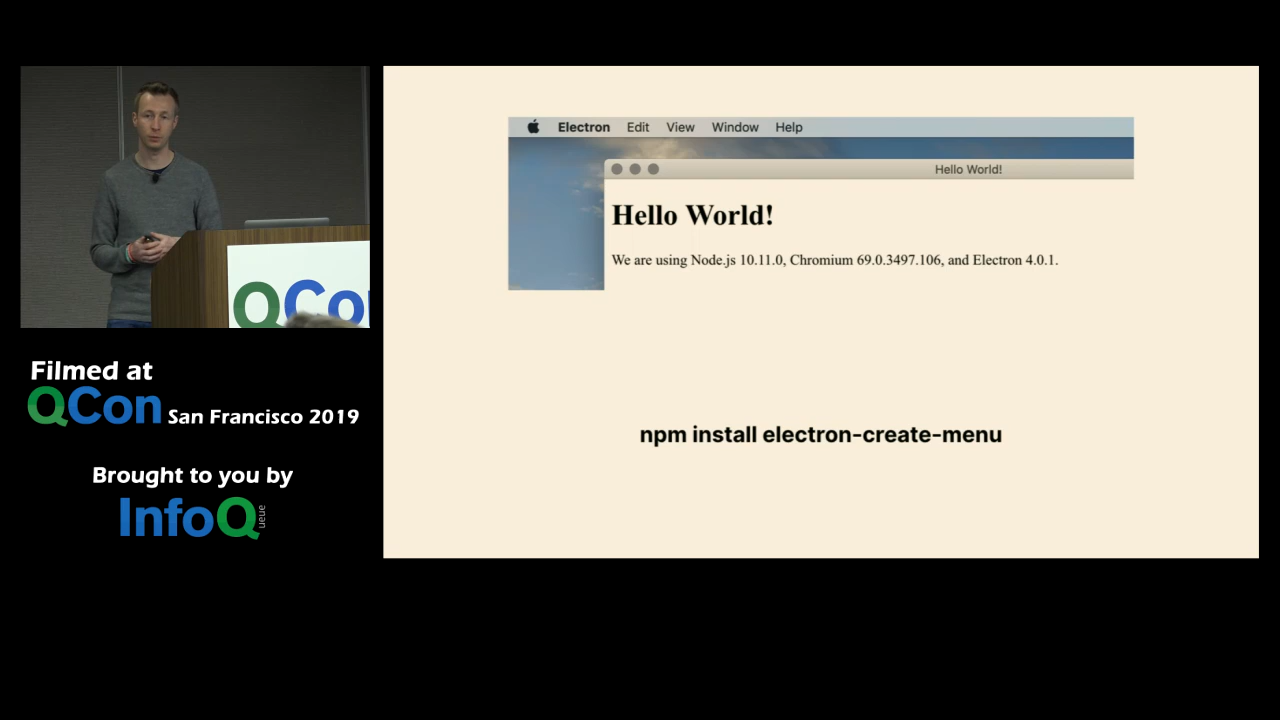 QCo
Filmed at
QCon San Francisco 2019
Brought to you by
InfoQ
ueue
Electron Edit View Window Help
Hello World!
Hello World!
We are using Node.js 10.11.0, Chromium 69.0.3497.106, and Electron 4.0.1.
npm install electron-create-menu